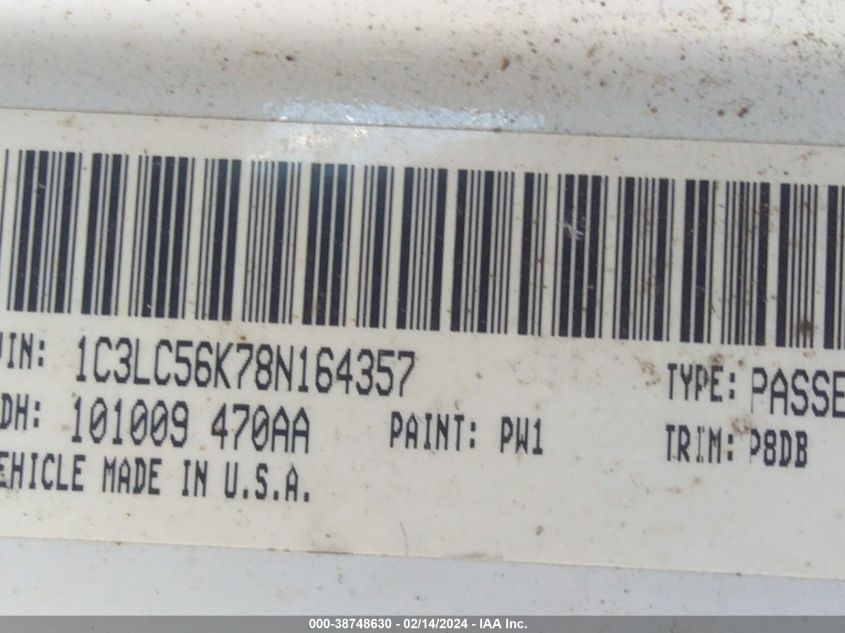 VIN: 1C3LC56K78N164357 TYPE: PASSE
DH: 101009 470AA PAINT: PW1 TRIM: P8DB
EHICLE MADE IN U.S.A.
000-38748630 - 02/14/2024 - IAA Inc.